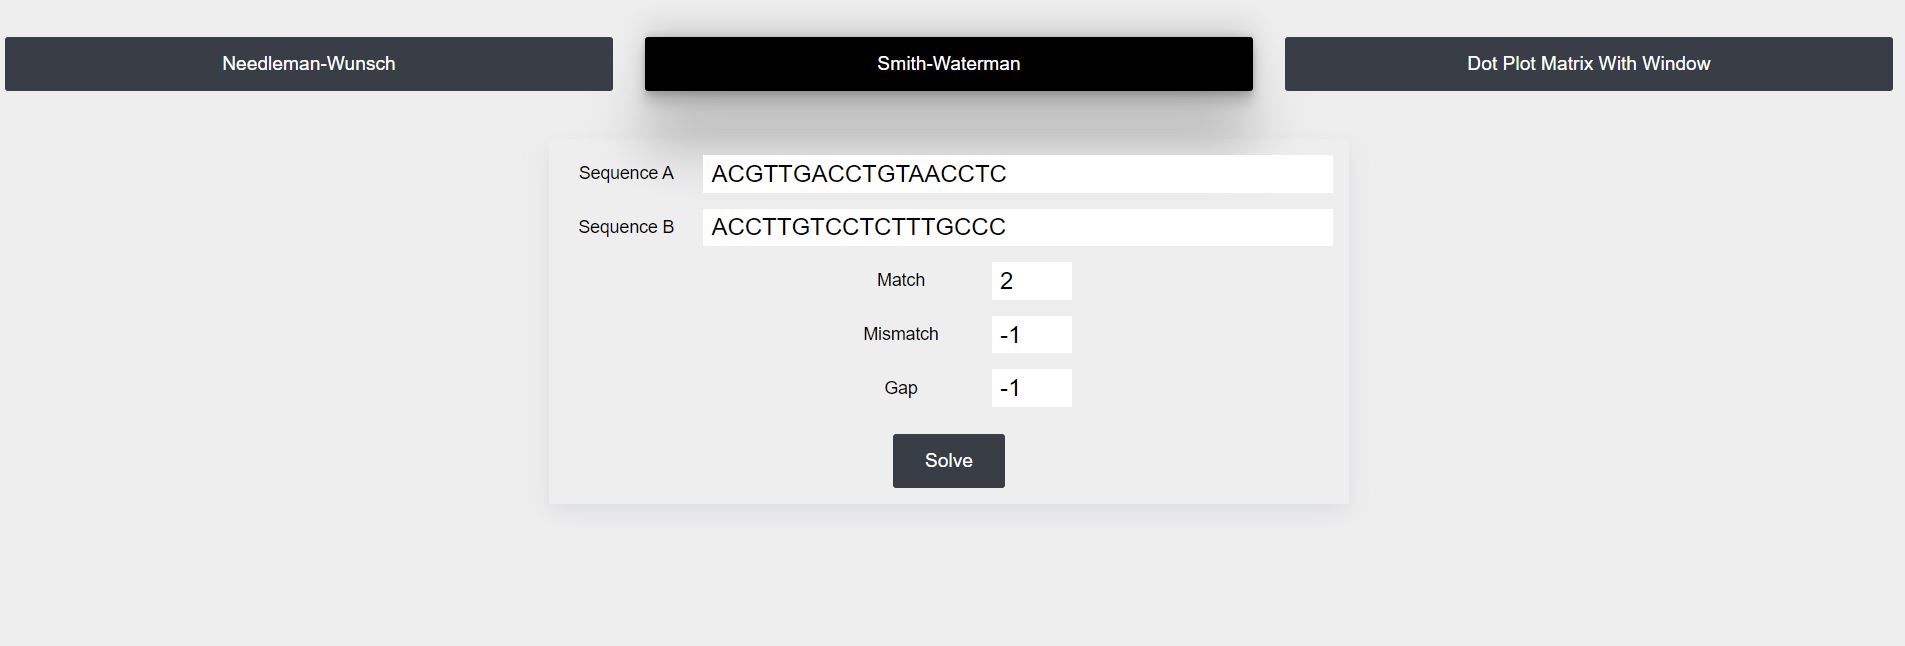 Needleman-Wunsch
Smith-Waterman
Dot Plot Matrix With Window
Sequence A
ACGTTGACCTGTAACCTC
Sequence B
ACCTTGTCCTCTTTGCCC
Match
2
Mismatch
-1
Gap
-1
Solve